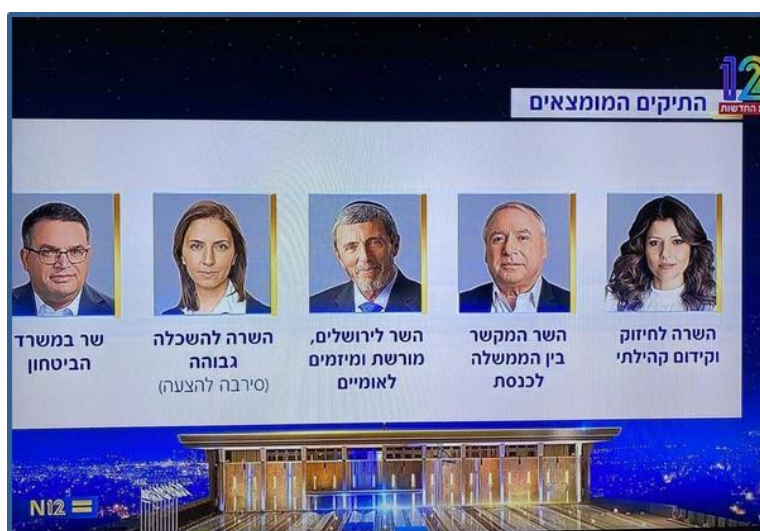 12
החדשות
התיקים המומצאים
השרה לחיזוק
וקידום קהילתי
השר המקשר
בין הממשלה
לכנסת
השר לירושלים,
מורשת ומיזמים
לאומיים
השרה להשכלה
גבוהה
(סירבה להצעה)
שר במשרד
הביטחון
N12